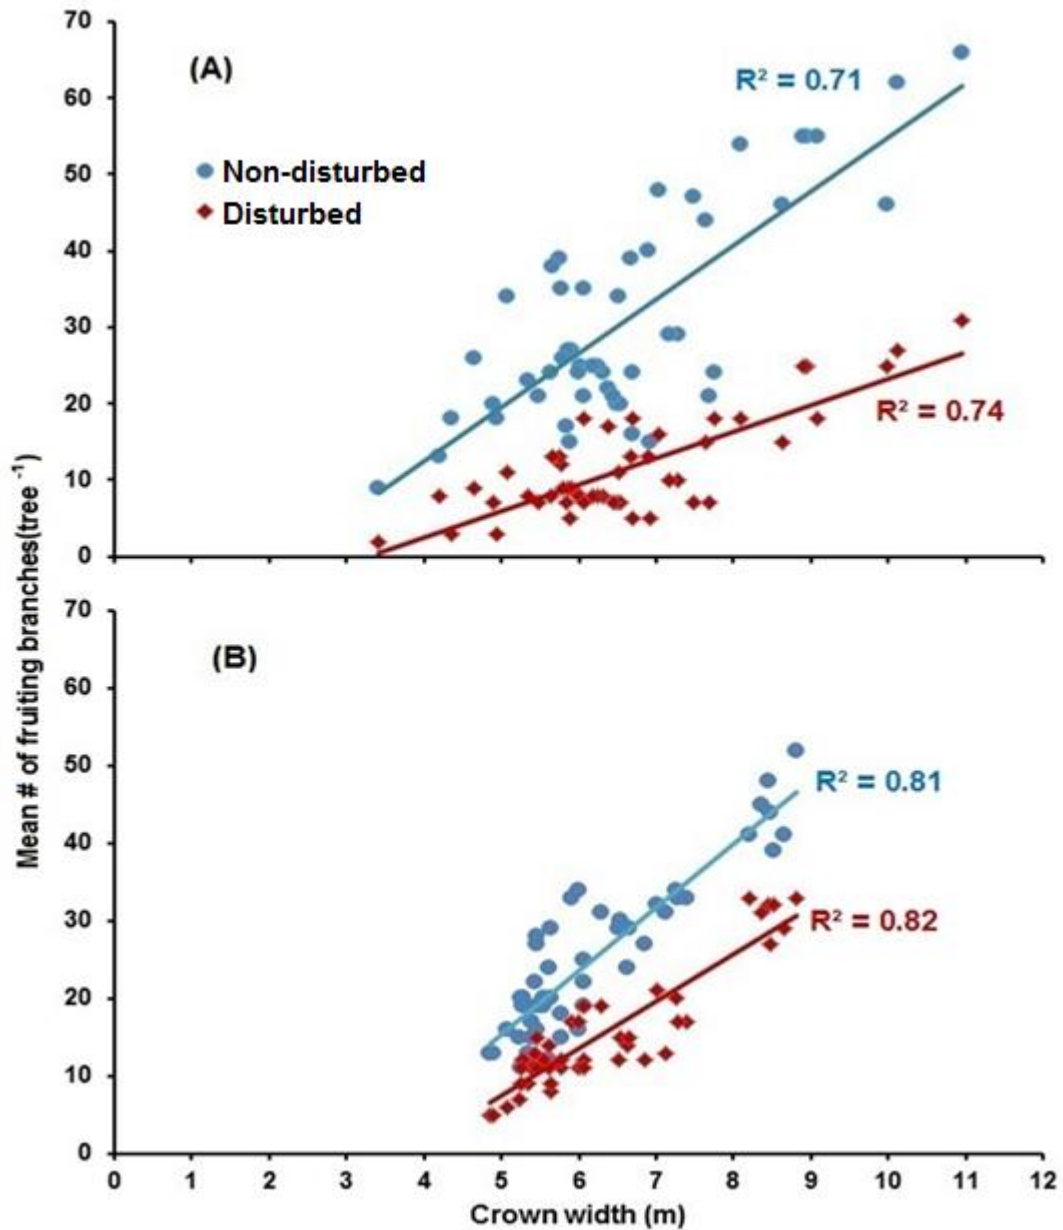 70
60
50
40
30
20
10
0
(A)
R² = 0.71
Non-disturbed
Disturbed
R² = 0.74
Mean # of fruiting branches(tree ⁻¹)
70
60
50
40
30
20
10
0
(B)
R² = 0.81
R² = 0.82
0 1 2 3 4 5 6 7 8 9 10 11 12
Crown width (m)